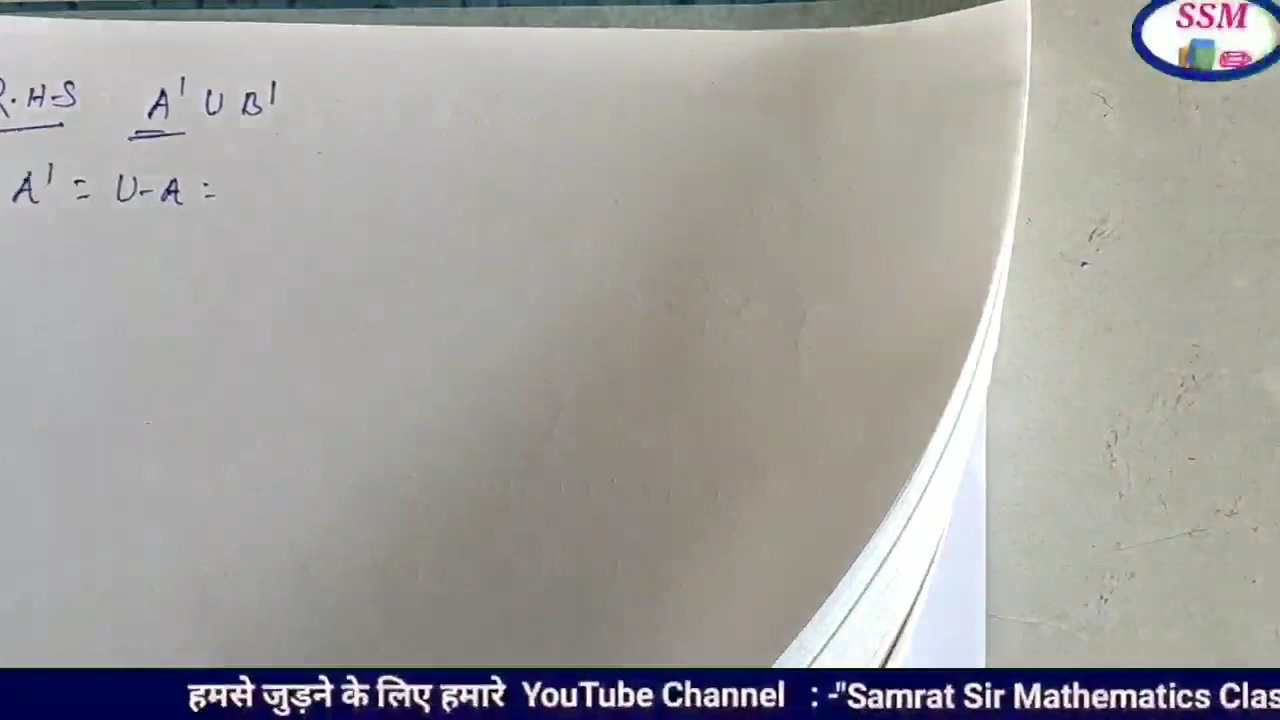 SSM
R.H-S A' U B'
A' = U-A =
हमसे जुड़ने के लिए हमारे YouTube Channel : -"Samrat Sir Mathematics Clas